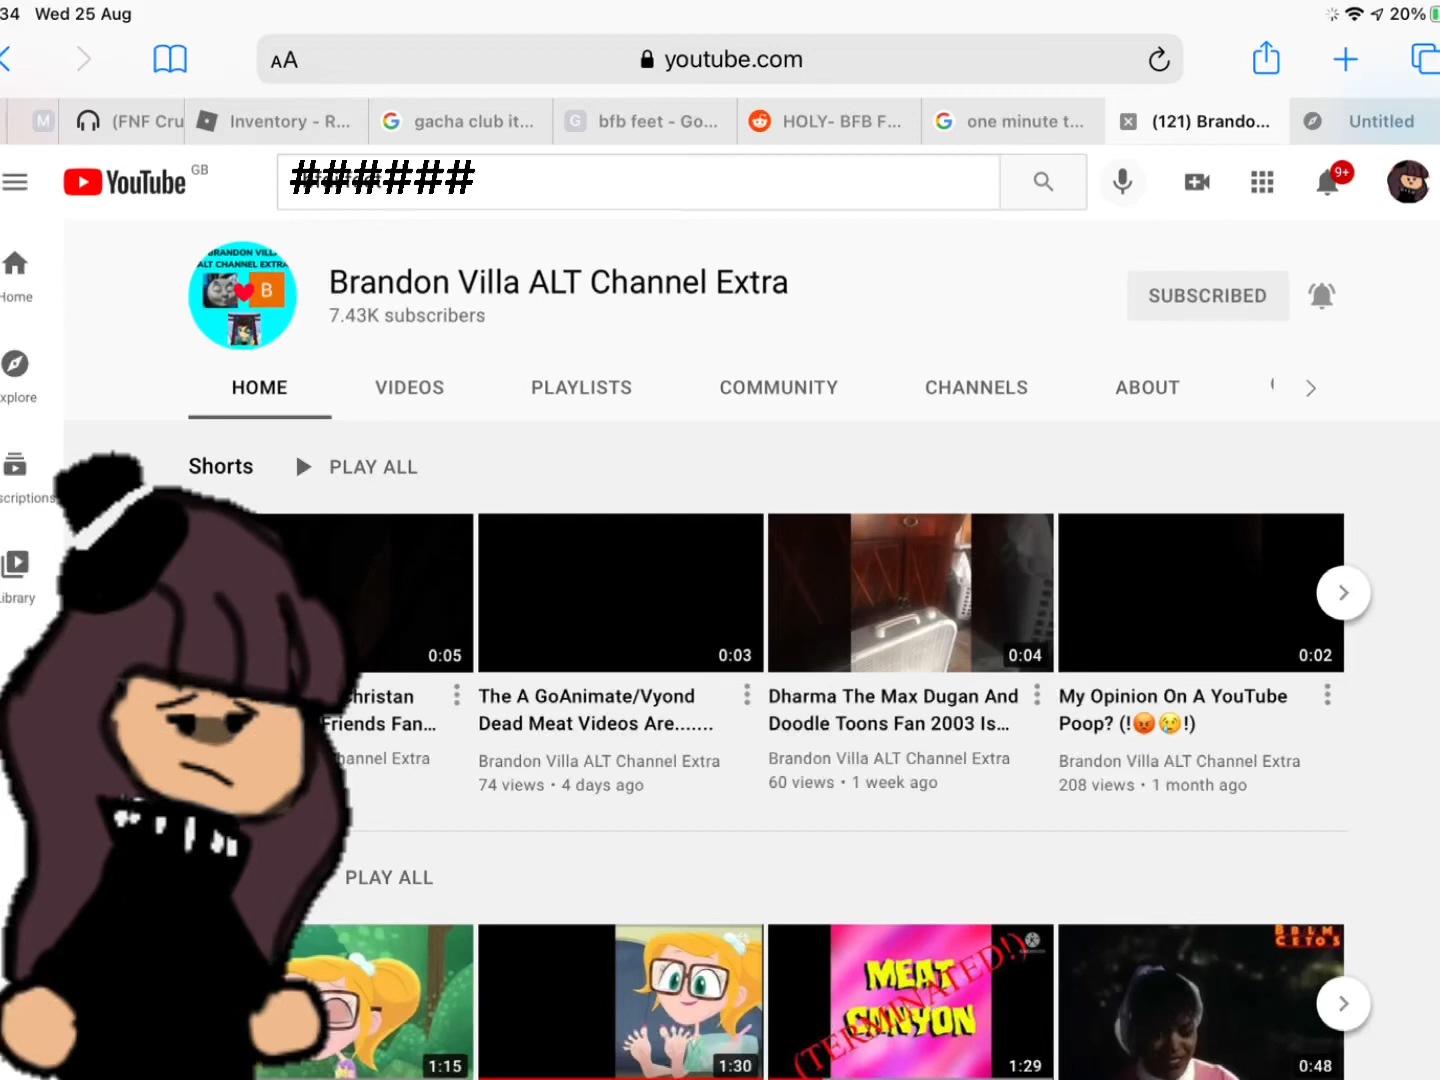 34 Wed 25 Aug
20%
AA
youtube.com
M
(FNF Cru
Inventory - R...
gacha club it...
G
bfb feet - Go...
HOLY- BFB F...
one minute t...
(121) Brando...
Untitled
YouTube GB
######
9+
BRANDON VILL
ALT CHANNEL EXTRA
B
Brandon Villa ALT Channel Extra
7.43K subscribers
SUBSCRIBED
HOME
VIDEOS
PLAYLISTS
COMMUNITY
CHANNELS
ABOUT
Home
xplore
scriptions
ibrary
Shorts
PLAY ALL
0:05
0:03
0:04
0:02
hristan
Friends Fan...
hannel Extra
The A GoAnimate/Vyond
Dead Meat Videos Are.......
Brandon Villa ALT Channel Extra
74 views • 4 days ago
Dharma The Max Dugan And
Doodle Toons Fan 2003 Is...
Brandon Villa ALT Channel Extra
60 views • 1 week ago
My Opinion On A YouTube
Poop? (!😡😢!)
Brandon Villa ALT Channel Extra
208 views • 1 month ago
PLAY ALL
1:15
1:30
MEAT
CANYON
(TERMINATED!)
1:29
0:48